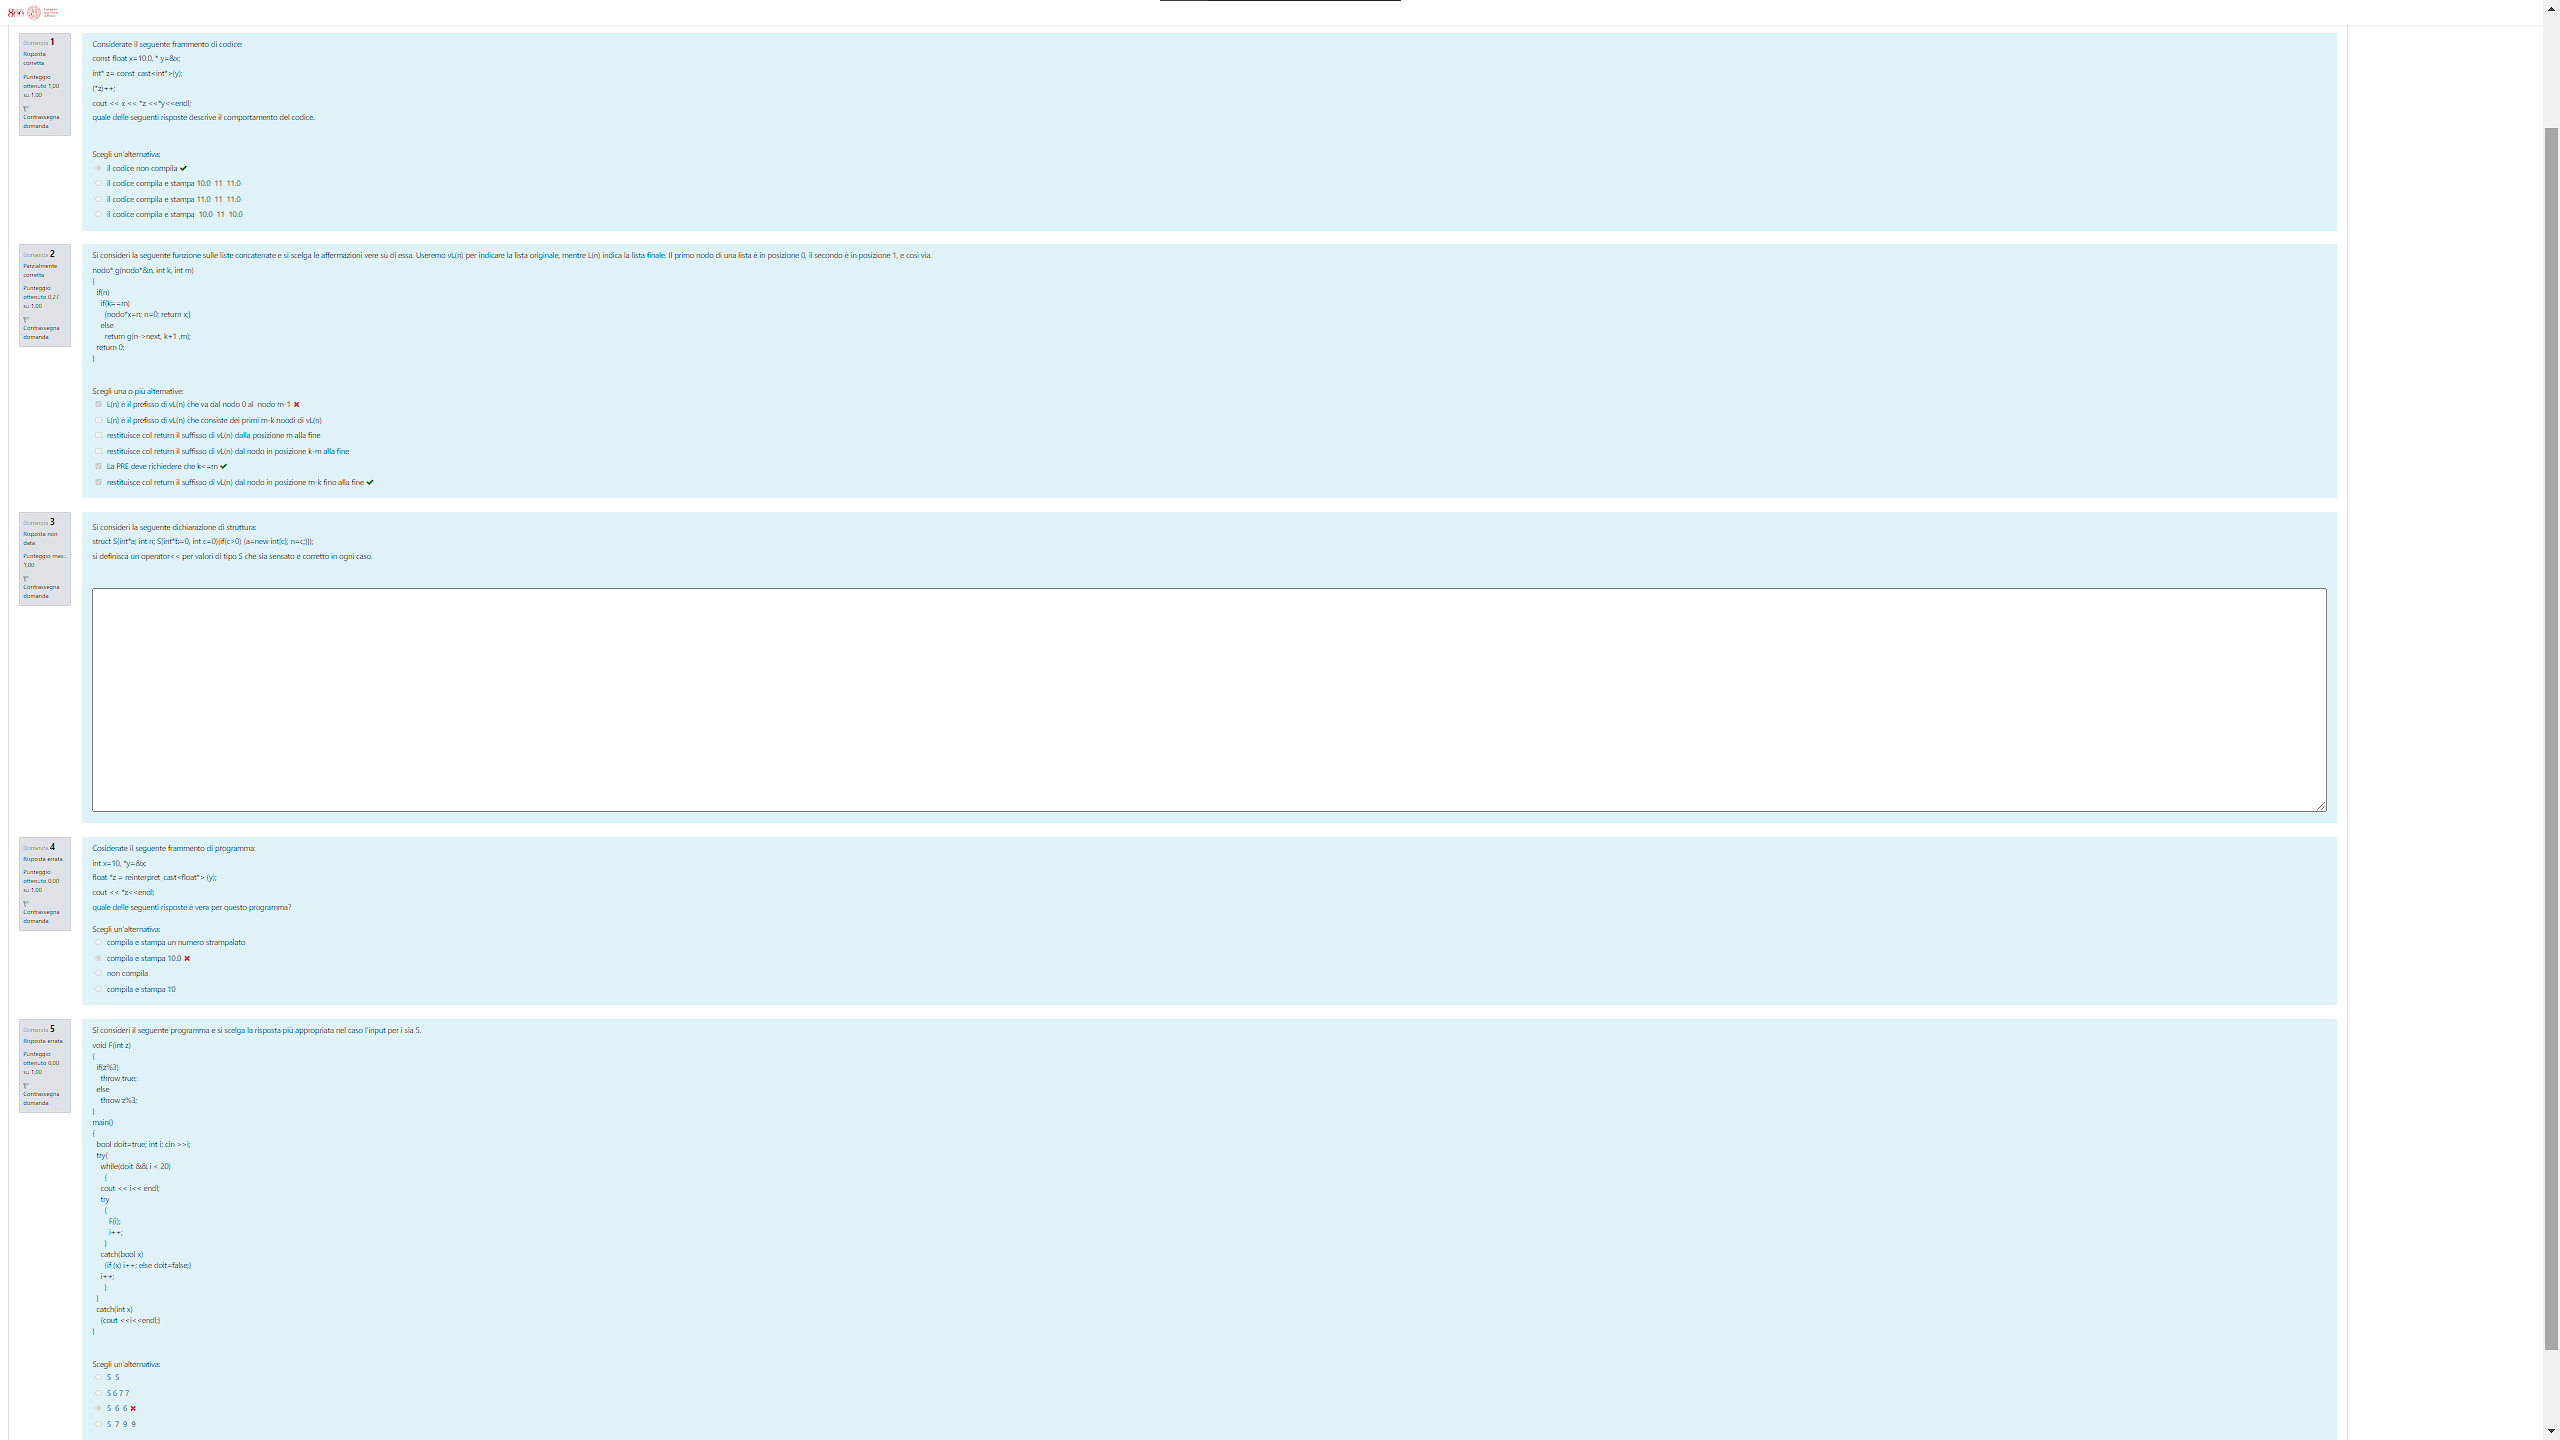 800
Domanda 1
Risposta
corretta
Punteggio
ottenuto 1,00
su 1,00
Contrassegna
domanda
Considerate il seguente frammento di codice:
const float x=10.0, * y=&x;
int* z= const_cast<int*>(y);
(*z)++;
cout << x << *z <<*y<<endl;
quale delle seguenti risposte descrive il comportamento del codice.
Scegli un'alternativa:
il codice non compila
il codice compila e stampa 10.0 11 11.0
il codice compila e stampa 11.0 11 11.0
il codice compila e stampa 10.0 11 10.0
Domanda 2
Parzialmente
corretta
Punteggio
ottenuto 0,27
su 1,00
Contrassegna
domanda
Si consideri la seguente funzione sulle liste concatenate e si scelga le affermazioni vere su di essa. Useremo vL(n) per indicare la lista originale, mentre L(n) indica la lista finale. Il primo nodo di una lista è in posizione 0, il secondo è in posizione 1, e così via.
nodo* g(nodo*&n, int k, int m)
{
if(n)
if(k==m)
{nodo*x=n; n=0; return x;}
else
return g(n->next, k+1 ,m);
return 0;
}
Scegli una o più alternative:
L(n) è il prefisso di vL(n) che va dal nodo 0 al nodo m-1
L(n) è il prefisso di vL(n) che consiste dei primi m-k noodi di vL(n)
restituisce col return il suffisso di vL(n) dalla posizione m alla fine
restituisce col return il suffisso di vL(n) dal nodo in posizione k-m alla fine
La PRE deve richiedere che k<=m
restituisce col return il suffisso di vL(n) dal nodo in posizione m-k fino alla fine
Domanda 3
Risposta non
data
Punteggio max.:
1,00
Contrassegna
domanda
Si consideri la seguente dichiarazione di struttura:
struct S{int*a; int n; S(int*b=0, int c=0){if(c>0) {a=new int[c]; n=c;}}};
si definisca un operator<< per valori di tipo S che sia sensato e corretto in ogni caso.
Domanda 4
Risposta errata
Punteggio
ottenuto 0,00
su 1,00
Contrassegna
domanda
Cosiderate il seguente frammento di programma:
int x=10, *y=&x;
float *z = reinterpret_cast<float*> (y);
cout << *z<<endl;
quale delle seguenti risposte è vera per questo programma?
Scegli un'alternativa:
compila e stampa un numero strampalato
compila e stampa 10.0
non compila
compila e stampa 10
Domanda 5
Risposta errata
Punteggio
ottenuto 0,00
su 1,00
Contrassegna
domanda
Si consideri il seguente programma e si scelga la risposta più appropriata nel caso l'input per i sia 5.
void F(int z)
{
if(z%3)
throw true;
else
throw z%3;
}
main()
{
bool doit=true; int i; cin >>i;
try{
while(doit && i < 20)
{
cout << i<< endl;
try
{
F(i);
i++;
}
catch(bool x)
{if (x) i++; else doit=false;}
i++;
}
}
catch(int x)
{cout <<i<<endl;}
}
Scegli un'alternativa:
5 5
5 6 7 7
5 6 6
5 7 9 9